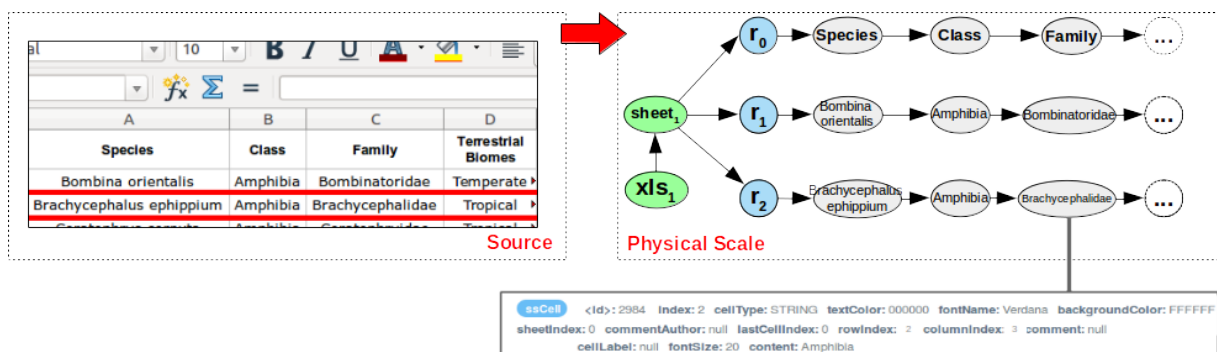 al 10 B I U A
fx Σ =
A B C D
Species Class Family Terrestrial Biomes
Bombina orientalis Amphibia Bombinatoridae Temperate
Brachycephalus ephippium Amphibia Brachycephalidae Tropical
Source
r0 Species Class Family ...
sheet1 r1 Bombina orientalis Amphibia Bombinatoridae ...
xls1 r2 Brachycephalus ephippium Amphibia Brachycephalidae ...
Physical Scale
ssCell <id>: 2984 Index: 2 cellType: STRING textColor: 000000 fontName: Verdana backgroundColor: FFFFFF
sheetIndex: 0 commentAuthor: null lastCellIndex: 0 rowIndex: 2 columnIndex: 3 comment: null
cellLabel: null fontSize: 20 content: Amphibia